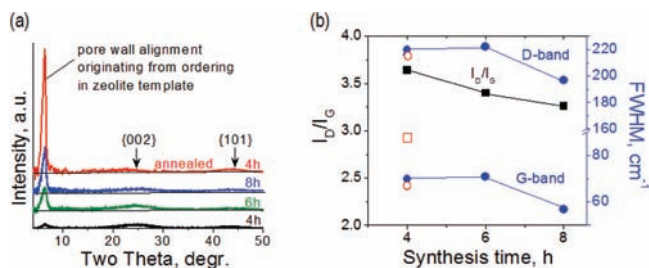 (a)
Intensity, a.u.
pore wall alignment
originating from ordering
in zeolite template
{002}
{101}
annealed 4h
8h
6h
4h
10 20 30 40 50
Two Theta, degr.
(b)
I_D/I_G
4.0
3.5
3.0
2.5
2.0
D-band
I_D/I_S
G-band
220
200
180
160
80
60
FWHM, cm⁻¹
4 6 8
Synthesis time, h